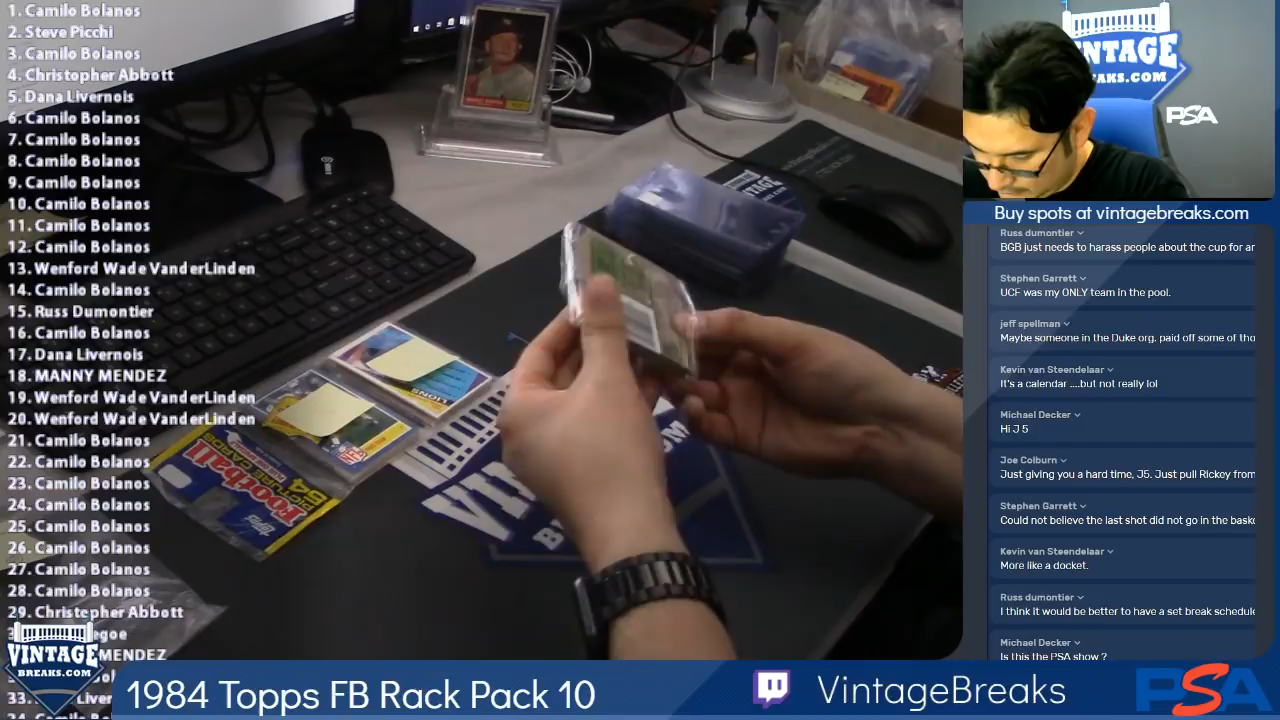 1. Camilo Bolanos
2. Steve Picchi
3. Camilo Bolanos
4. Christopher Abbott
5. Dana Livernois
6. Camilo Bolanos
7. Camilo Bolanos
8. Camilo Bolanos
9. Camilo Bolanos
10. Camilo Bolanos
11. Camilo Bolanos
12. Camilo Bolanos
13. Wenford Wade VanderLinden
14. Camilo Bolanos
15. Russ Dumontier
16. Camilo Bolanos
17. Dana Livernois
18. MANNY MENDEZ
19. Wenford Wade VanderLinden
20. Wenford Wade VanderLinden
21. Camilo Bolanos
22. Camilo Bolanos
23. Camilo Bolanos
24. Camilo Bolanos
25. Camilo Bolanos
26. Camilo Bolanos
27. Camilo Bolanos
28. Camilo Bolanos
29. Christopher Abbott
MENDEZ
33.
VINTAGE
BREAKS.COM
1984 Topps FB Rack Pack 10
VintageBreaks
PSA
VINTAGE
BREAKS.COM
PSA
Buy spots at vintagebreaks.com
Russ dumontier
BGB just needs to harass people about the cup for
Stephen Garrett
UCF was my ONLY team in the pool.
jeff spellman
Maybe someone in the Duke org. paid off some of
Kevin van Steendelaar
It's a calendar ....but not really lol
Michael Decker
Hi J 5
Joe Colburn
Just giving you a hard time, J5. Just pull Rickey from
Stephen Garrett
Could not believe the last shot did not go in the
Kevin van Steendelaar
More like a docket.
Russ dumontier
I think it would be better to have a set break schedule
Michael Decker
Is this the PSA show ?
LIONS
Topps
Football
PICTURE CARDS
54
VINTAGE